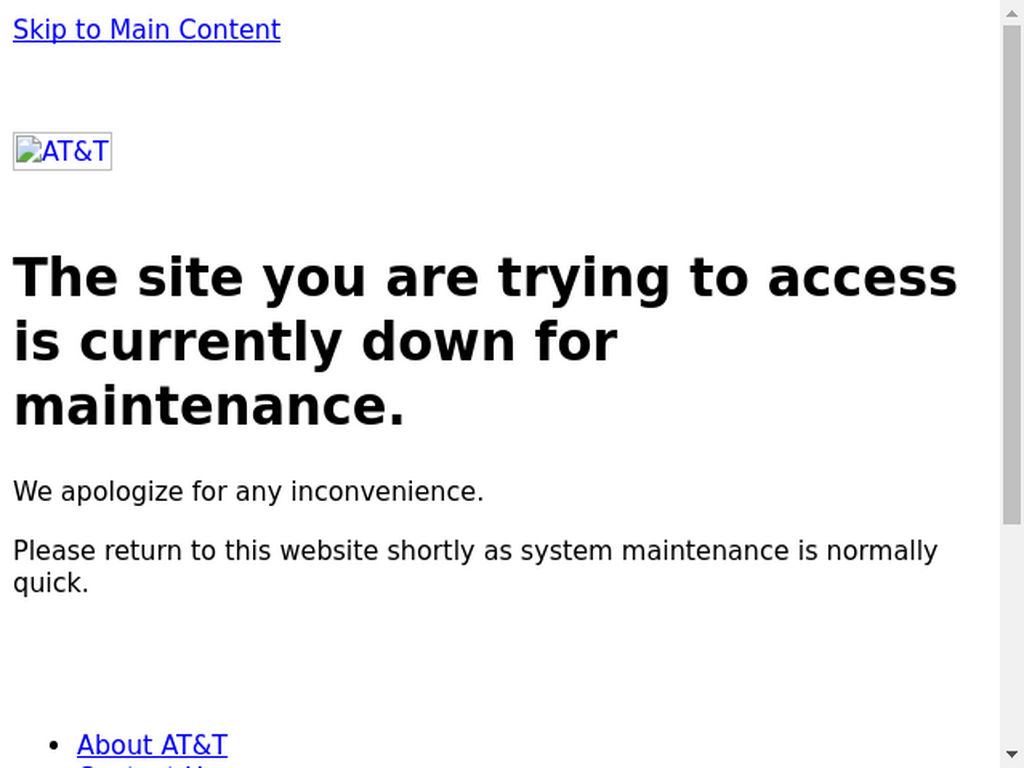 Skip to Main Content
AT&T
The site you are trying to access
is currently down for
maintenance.
We apologize for any inconvenience.
Please return to this website shortly as system maintenance is normally
quick.
About AT&T